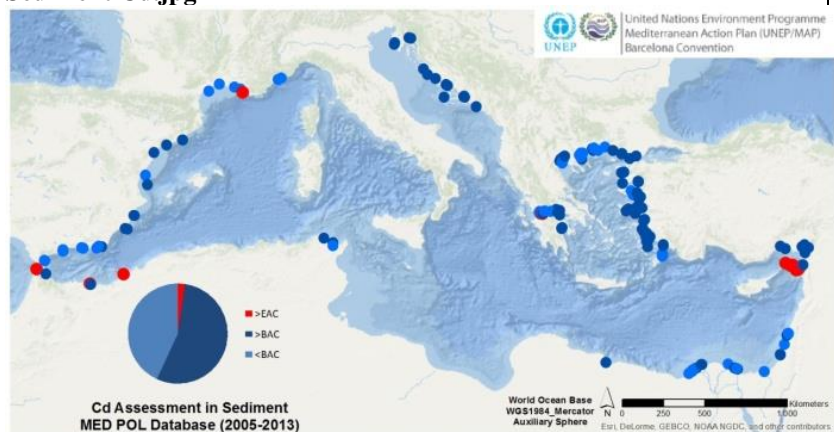 UNEP
United Nations Environment Programme
Mediterranean Action Plan (UNEP/MAP)
Barcelona Convention
>EAC
>BAC
<BAC
Cd Assessment in Sediment
MED POL Database (2005-2013)
World Ocean Base
WGS1984_Mercator
Auxiliary Sphere
N
Kilometers
0 250 500 1.000
Esri, DeLorme, GEBCO, NOAA NGDC, and other contributors